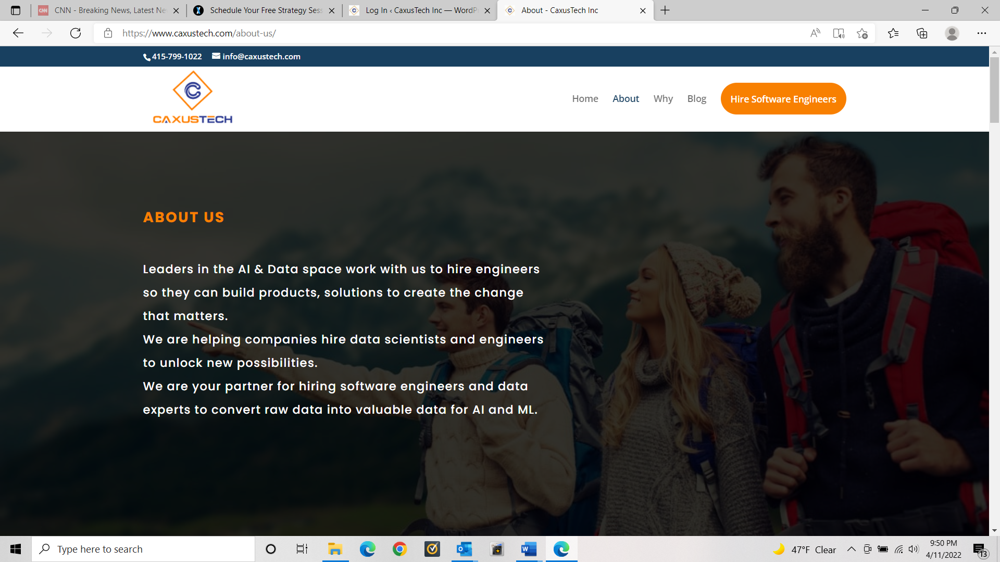 CNN - Breaking News, Latest Ne
Schedule Your Free Strategy Sess
Log In ‹ CaxusTech Inc — WordP
About - CaxusTech Inc
https://www.caxustech.com/about-us/
415-799-1022 info@caxustech.com
C
CAXUSTECH
Home About Why Blog Hire Software Engineers
ABOUT US
Leaders in the AI & Data space work with us to hire engineers
so they can build products, solutions to create the change
that matters.
We are helping companies hire data scientists and engineers
to unlock new possibilities.
We are your partner for hiring software engineers and data
experts to convert raw data into valuable data for AI and ML.
Type here to search
47°F Clear
9:50 PM
4/11/2022
13